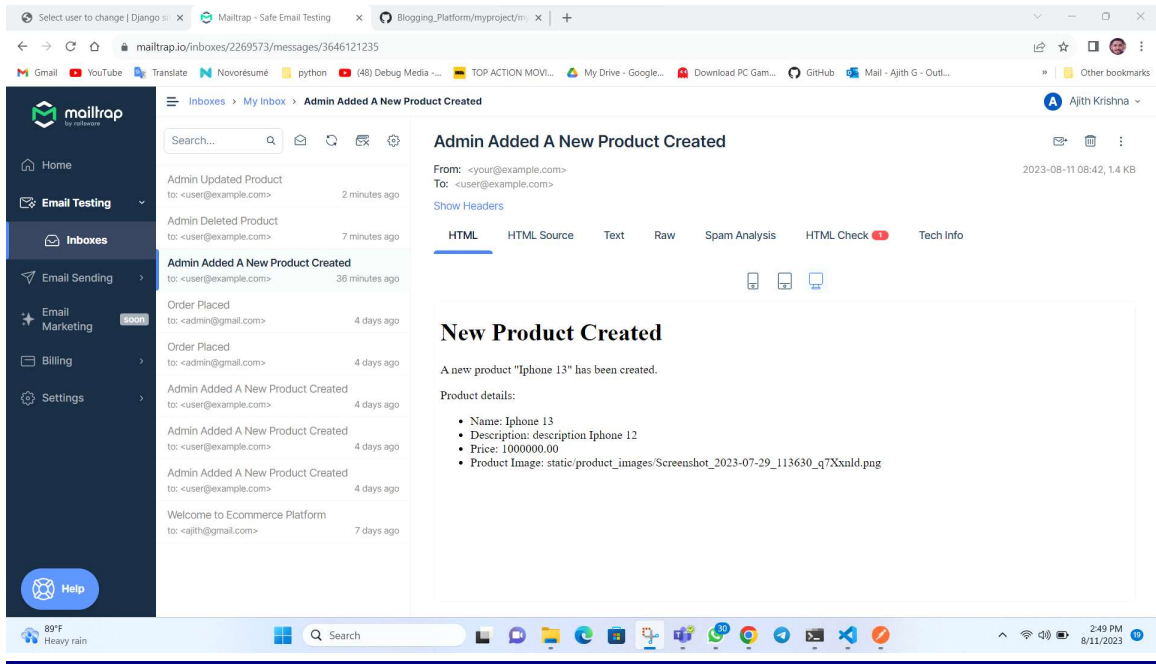 Select user to change | Django si
Mailtrap - Safe Email Testing
Blogging_Platform/myproject/my
mailtrap.io/inboxes/2269573/messages/3646121235
Gmail
YouTube
Translate
Novorésumé
python
(48) Debug Media -...
TOP ACTION MOVI...
My Drive - Google...
Download PC Gam...
GitHub
Mail - Ajith G - Outl...
»
Other bookmarks
mailtrap
by railsware
Home
Email Testing
Inboxes
Email Sending
Email
Marketing
soon
Billing
Settings
Help
Inboxes › My Inbox › Admin Added A New Product Created
A
Ajith Krishna
Search...
Admin Updated Product
to: <user@example.com> 2 minutes ago
Admin Deleted Product
to: <user@example.com> 7 minutes ago
Admin Added A New Product Created
to: <user@example.com> 36 minutes ago
Order Placed
to: <admin@gmail.com> 4 days ago
Order Placed
to: <admin@gmail.com> 4 days ago
Admin Added A New Product Created
to: <user@example.com> 4 days ago
Admin Added A New Product Created
to: <user@example.com> 4 days ago
Admin Added A New Product Created
to: <user@example.com> 4 days ago
Welcome to Ecommerce Platform
to: <ajith@gmail.com> 7 days ago
Admin Added A New Product Created
From: <your@example.com>
2023-08-11 08:42, 1.4 KB
To: <user@example.com>
Show Headers
HTML
HTML Source
Text
Raw
Spam Analysis
HTML Check 1
Tech Info
New Product Created
A new product "Iphone 13" has been created.
Product details:
• Name: Iphone 13
• Description: description Iphone 12
• Price: 1000000.00
• Product Image: static/product_images/Screenshot_2023-07-29_113630_q7Xxnld.png
89°F
Heavy rain
Search
30
2:49 PM
8/11/2023
19